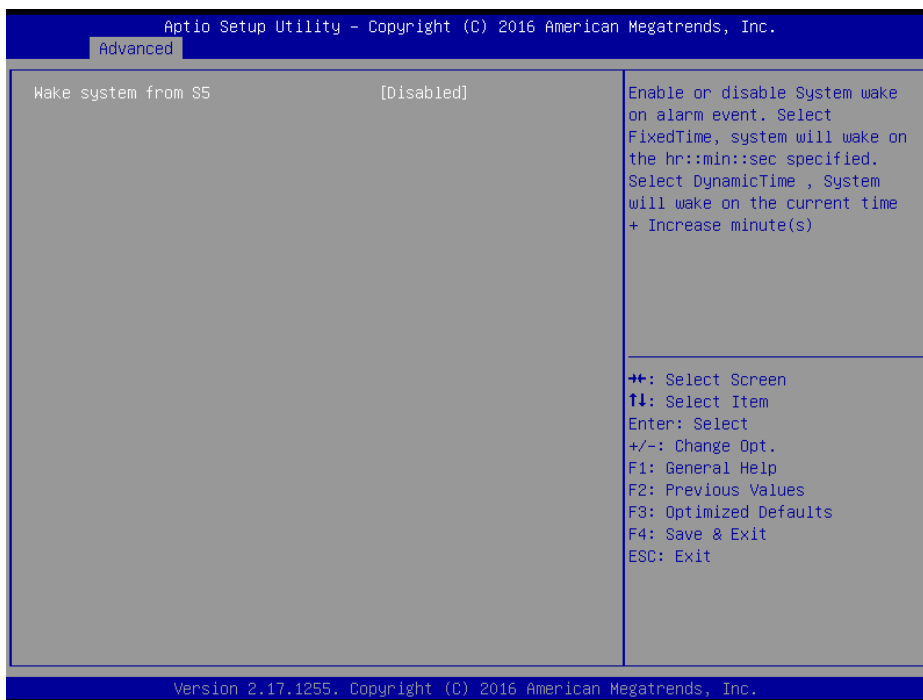 Aptio Setup Utility – Copyright (C) 2016 American Megatrends, Inc.
Advanced
Wake system from S5 [Disabled]
Enable or disable System wake
on alarm event. Select
FixedTime, system will wake on
the hr::min::sec specified.
Select DynamicTime , System
will wake on the current time
+ Increase minute(s)
→←: Select Screen
↑↓: Select Item
Enter: Select
+/-: Change Opt.
F1: General Help
F2: Previous Values
F3: Optimized Defaults
F4: Save & Exit
ESC: Exit
Version 2.17.1255. Copyright (C) 2016 American Megatrends, Inc.